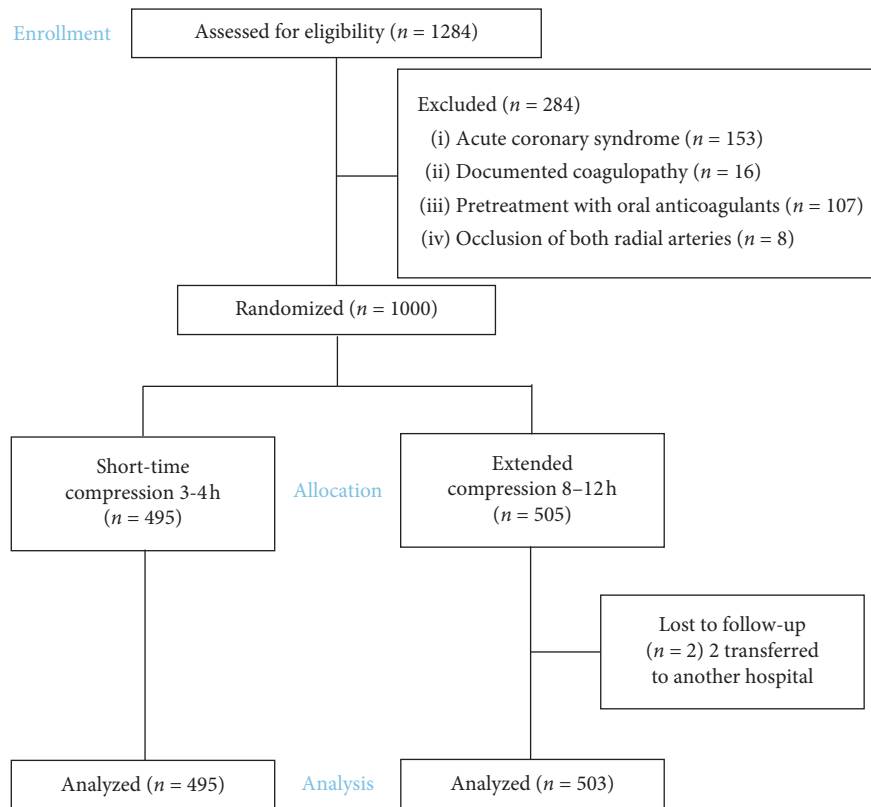 Enrollment
Assessed for eligibility (n = 1284)
Excluded (n = 284)
(i) Acute coronary syndrome (n = 153)
(ii) Documented coagulopathy (n = 16)
(iii) Pretreatment with oral anticoagulants (n = 107)
(iv) Occlusion of both radial arteries (n = 8)
Randomized (n = 1000)
Short-time
compression 3-4 h
(n = 495)
Allocation
Extended
compression 8–12 h
(n = 505)
Lost to follow-up
(n = 2) 2 transferred
to another hospital
Analyzed (n = 495)
Analysis
Analyzed (n = 503)